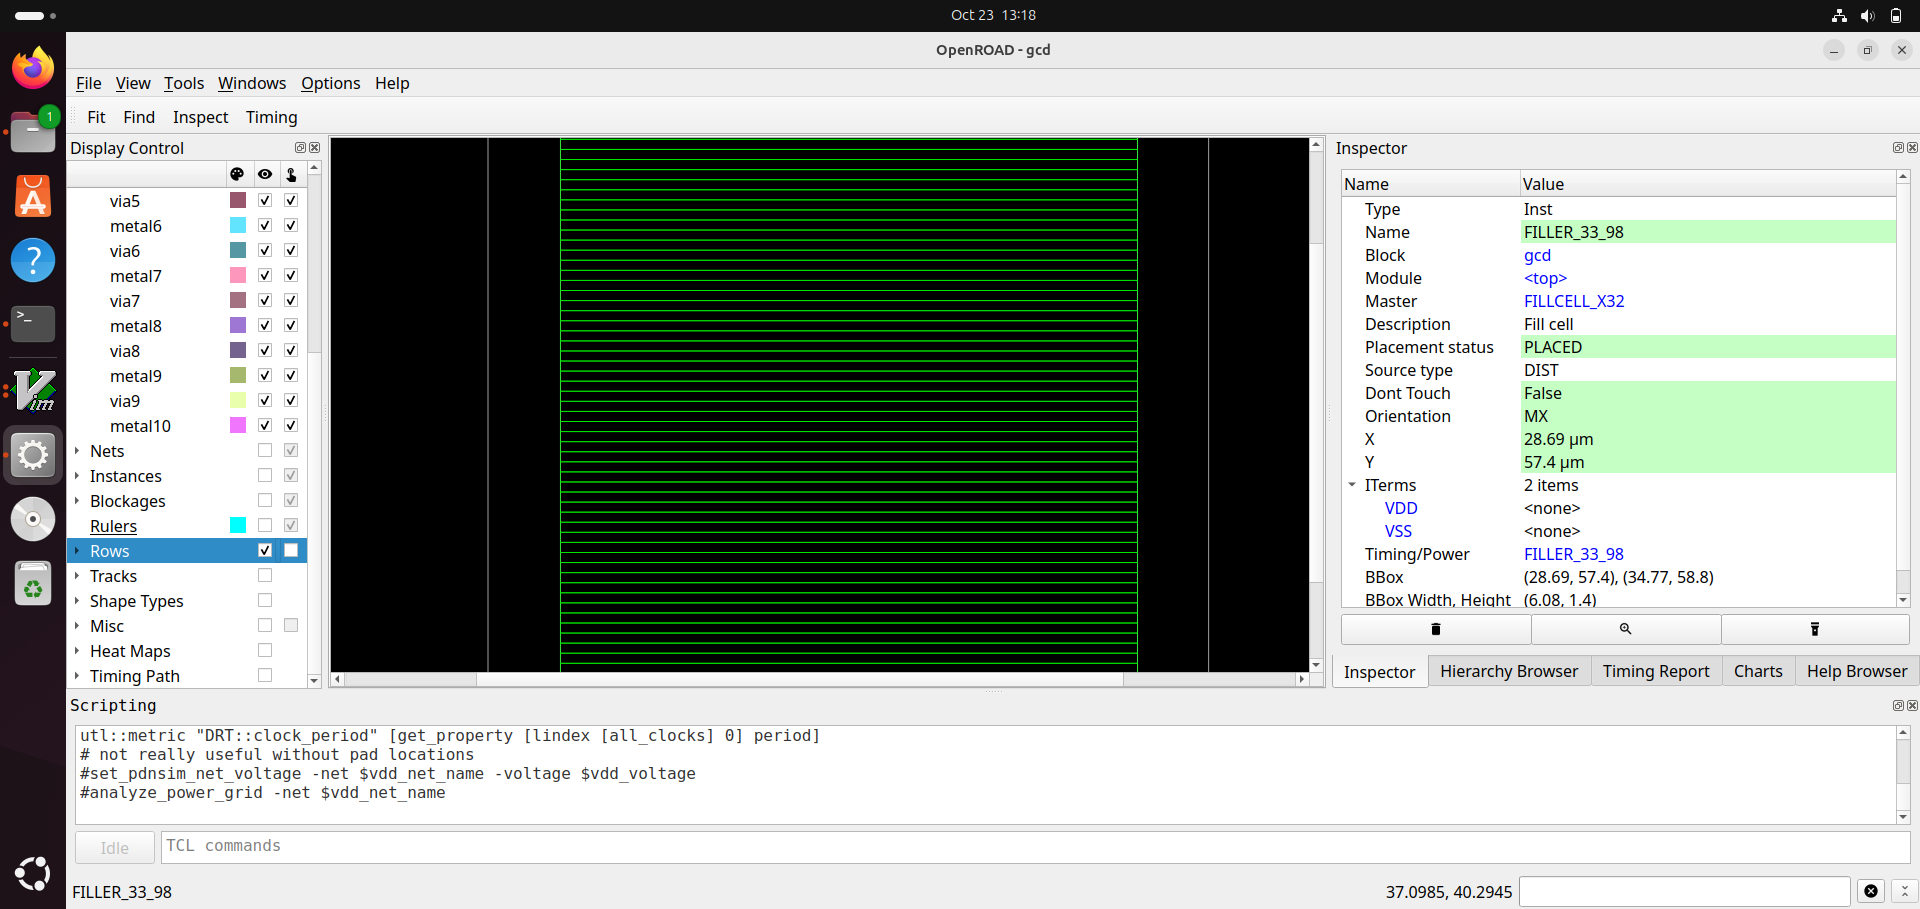 Oct 23 13:18
OpenROAD - gcd
File View Tools Windows Options Help
Fit Find Inspect Timing
1
Display Control
via5
metal6
via6
metal7
via7
metal8
via8
metal9
via9
metal10
Nets
Instances
Blockages
Rulers
Rows
Tracks
Shape Types
Misc
Heat Maps
Timing Path
Inspector
Name Value
Type Inst
Name FILLER_33_98
Block gcd
Module <top>
Master FILLCELL_X32
Description Fill cell
Placement status PLACED
Source type DIST
Dont Touch False
Orientation MX
X 28.69 μm
Y 57.4 μm
ITerms 2 items
VDD <none>
VSS <none>
Timing/Power FILLER_33_98
BBox (28.69, 57.4), (34.77, 58.8)
BBox Width, Height (6.08, 1.4)
Inspector Hierarchy Browser Timing Report Charts Help Browser
Scripting
utl::metric "DRT::clock_period" [get_property [lindex [all_clocks] 0] period]
# not really useful without pad locations
#set_pdnsim_net_voltage -net $vdd_net_name -voltage $vdd_voltage
#analyze_power_grid -net $vdd_net_name
Idle TCL commands
FILLER_33_98 37.0985, 40.2945